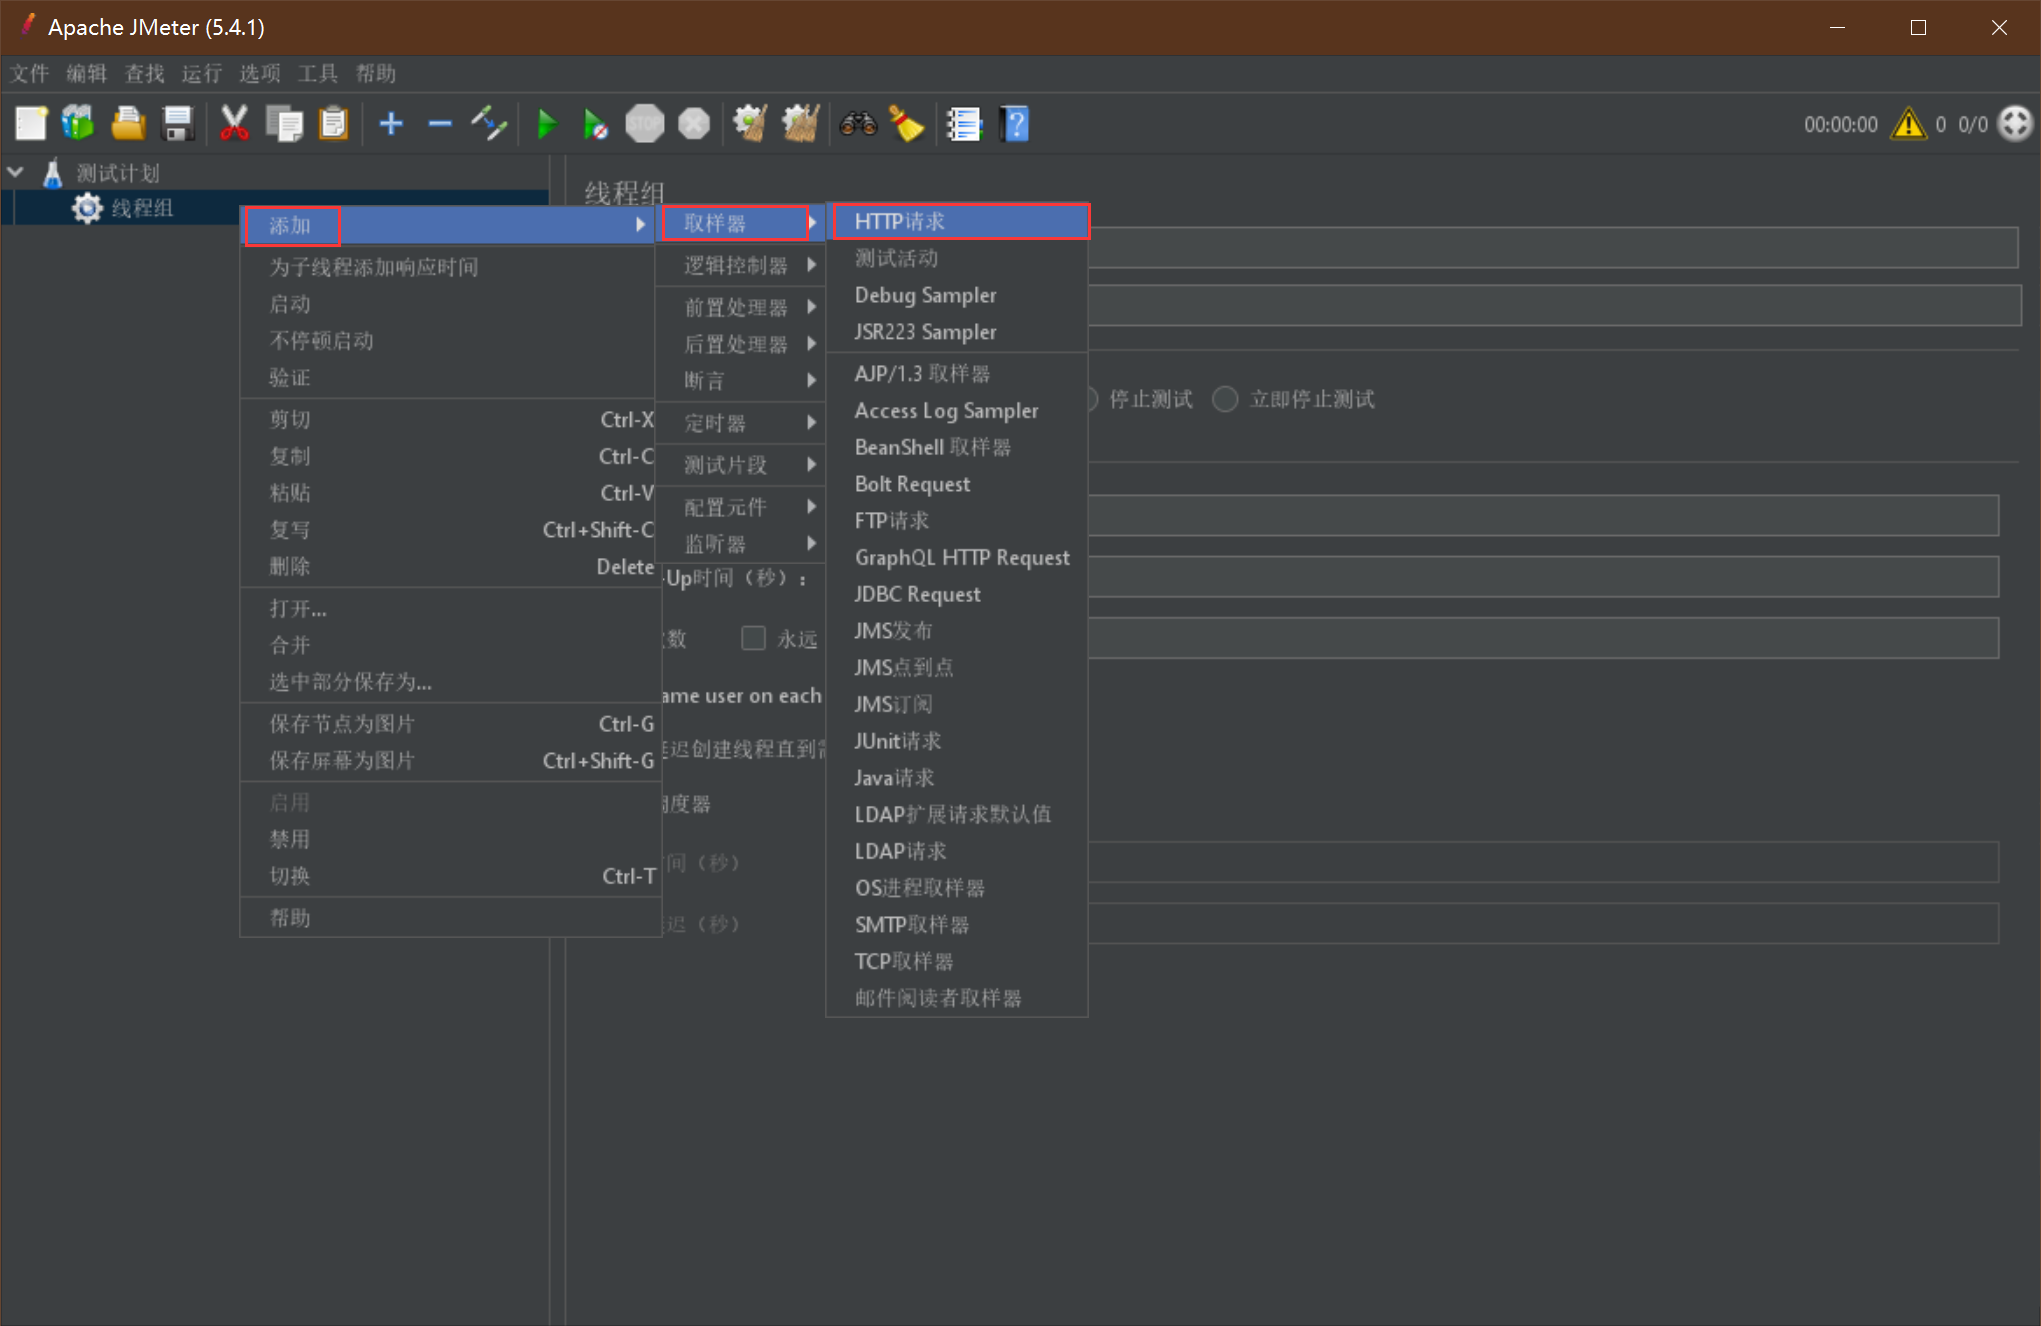 Apache JMeter (5.4.1)
文件 编辑 查找 运行 选项 工具 帮助
STOP
00:00:00 0 0/0
测试计划
线程组
线程组
添加
为子线程添加响应时间
启动
不停顿启动
验证
剪切 Ctrl-X
复制 Ctrl-C
粘贴 Ctrl-V
复写 Ctrl+Shift-C
删除 Delete
打开...
合并
选中部分保存为...
保存节点为图片 Ctrl-G
保存屏幕为图片 Ctrl+Shift-G
启用
禁用
切换 Ctrl-T
帮助
取样器
逻辑控制器
前置处理器
后置处理器
断言
定时器
测试片段
配置元件
监听器
HTTP请求
测试活动
Debug Sampler
JSR223 Sampler
AJP/1.3 取样器
Access Log Sampler
BeanShell 取样器
Bolt Request
FTP请求
GraphQL HTTP Request
JDBC Request
JMS发布
JMS点到点
JMS订阅
JUnit请求
Java请求
LDAP扩展请求默认值
LDAP请求
OS进程取样器
SMTP取样器
TCP取样器
邮件阅读者取样器
停止测试 立即停止测试
-Up时间（秒）：
数 永远
ame user on each
迟创建线程直到需
度器
间（秒）
迟（秒）